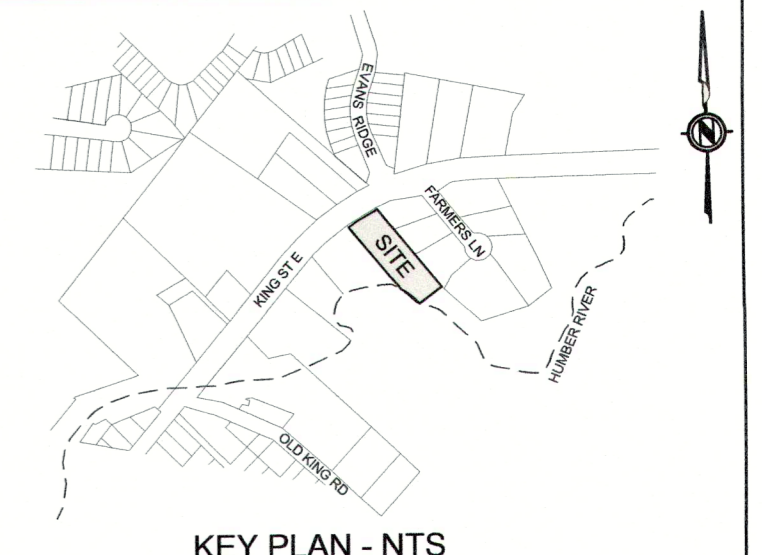 EVANS RIDGE
N
FARMERS LN
SITE
KING ST E
HUMBER RIVER
OLD KING RD
KEY PLAN - NTS